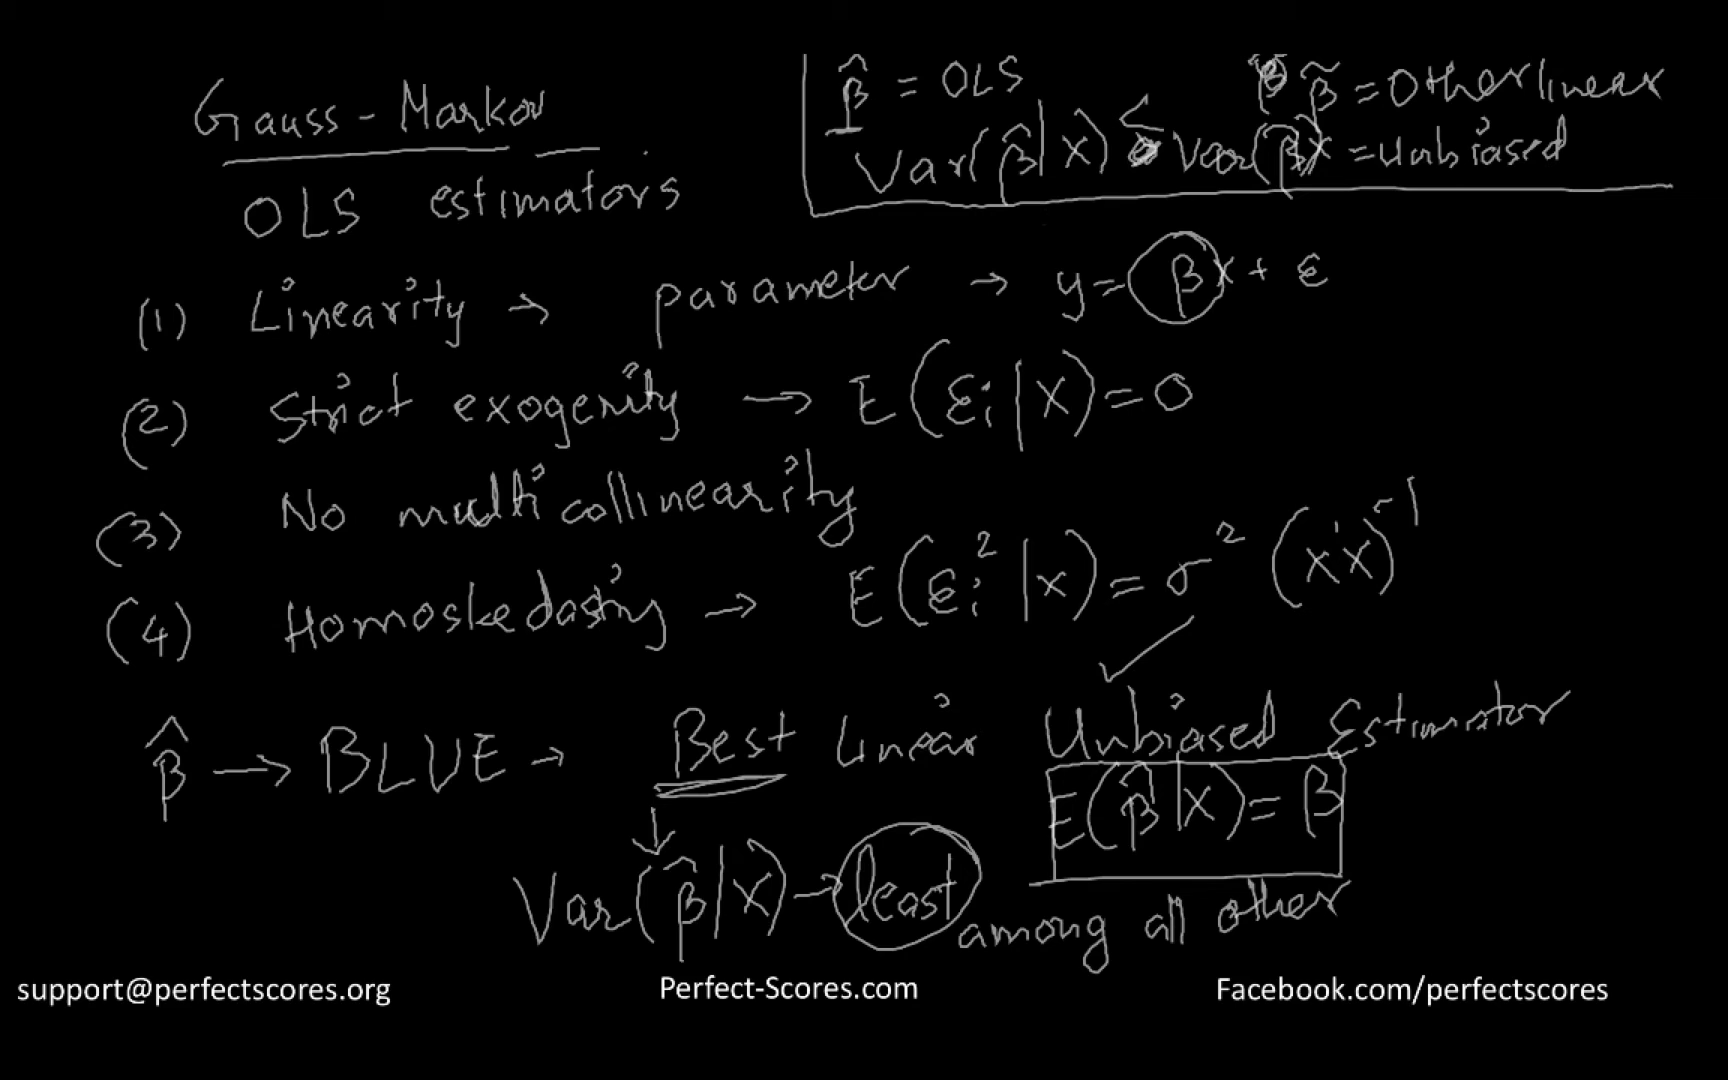 Gauss - Markov
OLS estimators
β̂ = OLS
β̃ = Other linear
Var(β̂|X) ≤ Var(β̃|X) = unbiased
(1) Linearity → parameter → y = βx + ε
(2) Strict exogenity → E(εi|X) = 0
(3) No multicollinearity
(4) Homoskedasity → E(εi²|X) = σ² (X'X)⁻¹
β̂ → BLUE → Best Linear Unbiased Estimator
E(β̂|X) = β
Var(β̂|X) → least among all other
support@perfectscores.org
Perfect-Scores.com
Facebook.com/perfectscores